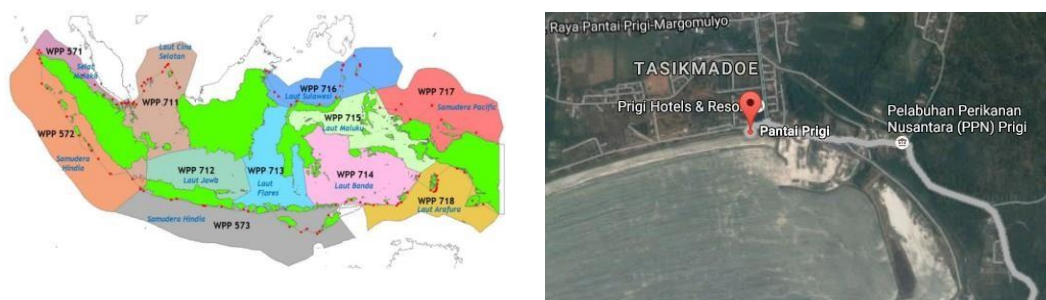 WPP 571
Selat
Malaka
Laut Cina
Selatan
WPP 711
WPP 716
Laut Sulawesi
WPP 717
Samudera Pacific
WPP 715
Laut Maluku
WPP 572
Samudera
Hindia
WPP 712
Laut Jawa
WPP 713
Laut
Flores
WPP 714
Laut Banda
WPP 718
Laut Arafura
Samudera Hindia
WPP 573
Raya Pantai Prigi-Margomulyo
TASIKMADOE
Prigi Hotels & Reso
Pantai Prigi
Pelabuhan Perikanan
Nusantara (PPN) Prigi